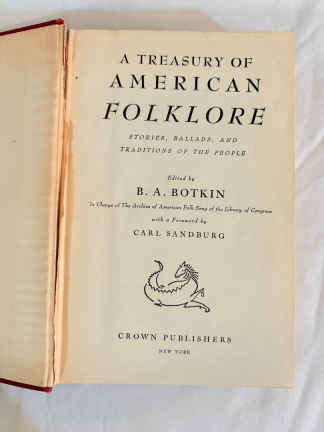 A TREASURY OF
AMERICAN
FOLKLORE
STORIES, BALLADS, AND
TRADITIONS OF THE PEOPLE
Edited by
B. A. BOTKIN
In Charge of The Archive of American Folk Song of the Library of Congress
with a Foreword by
CARL SANDBURG
CROWN PUBLISHERS
NEW YORK